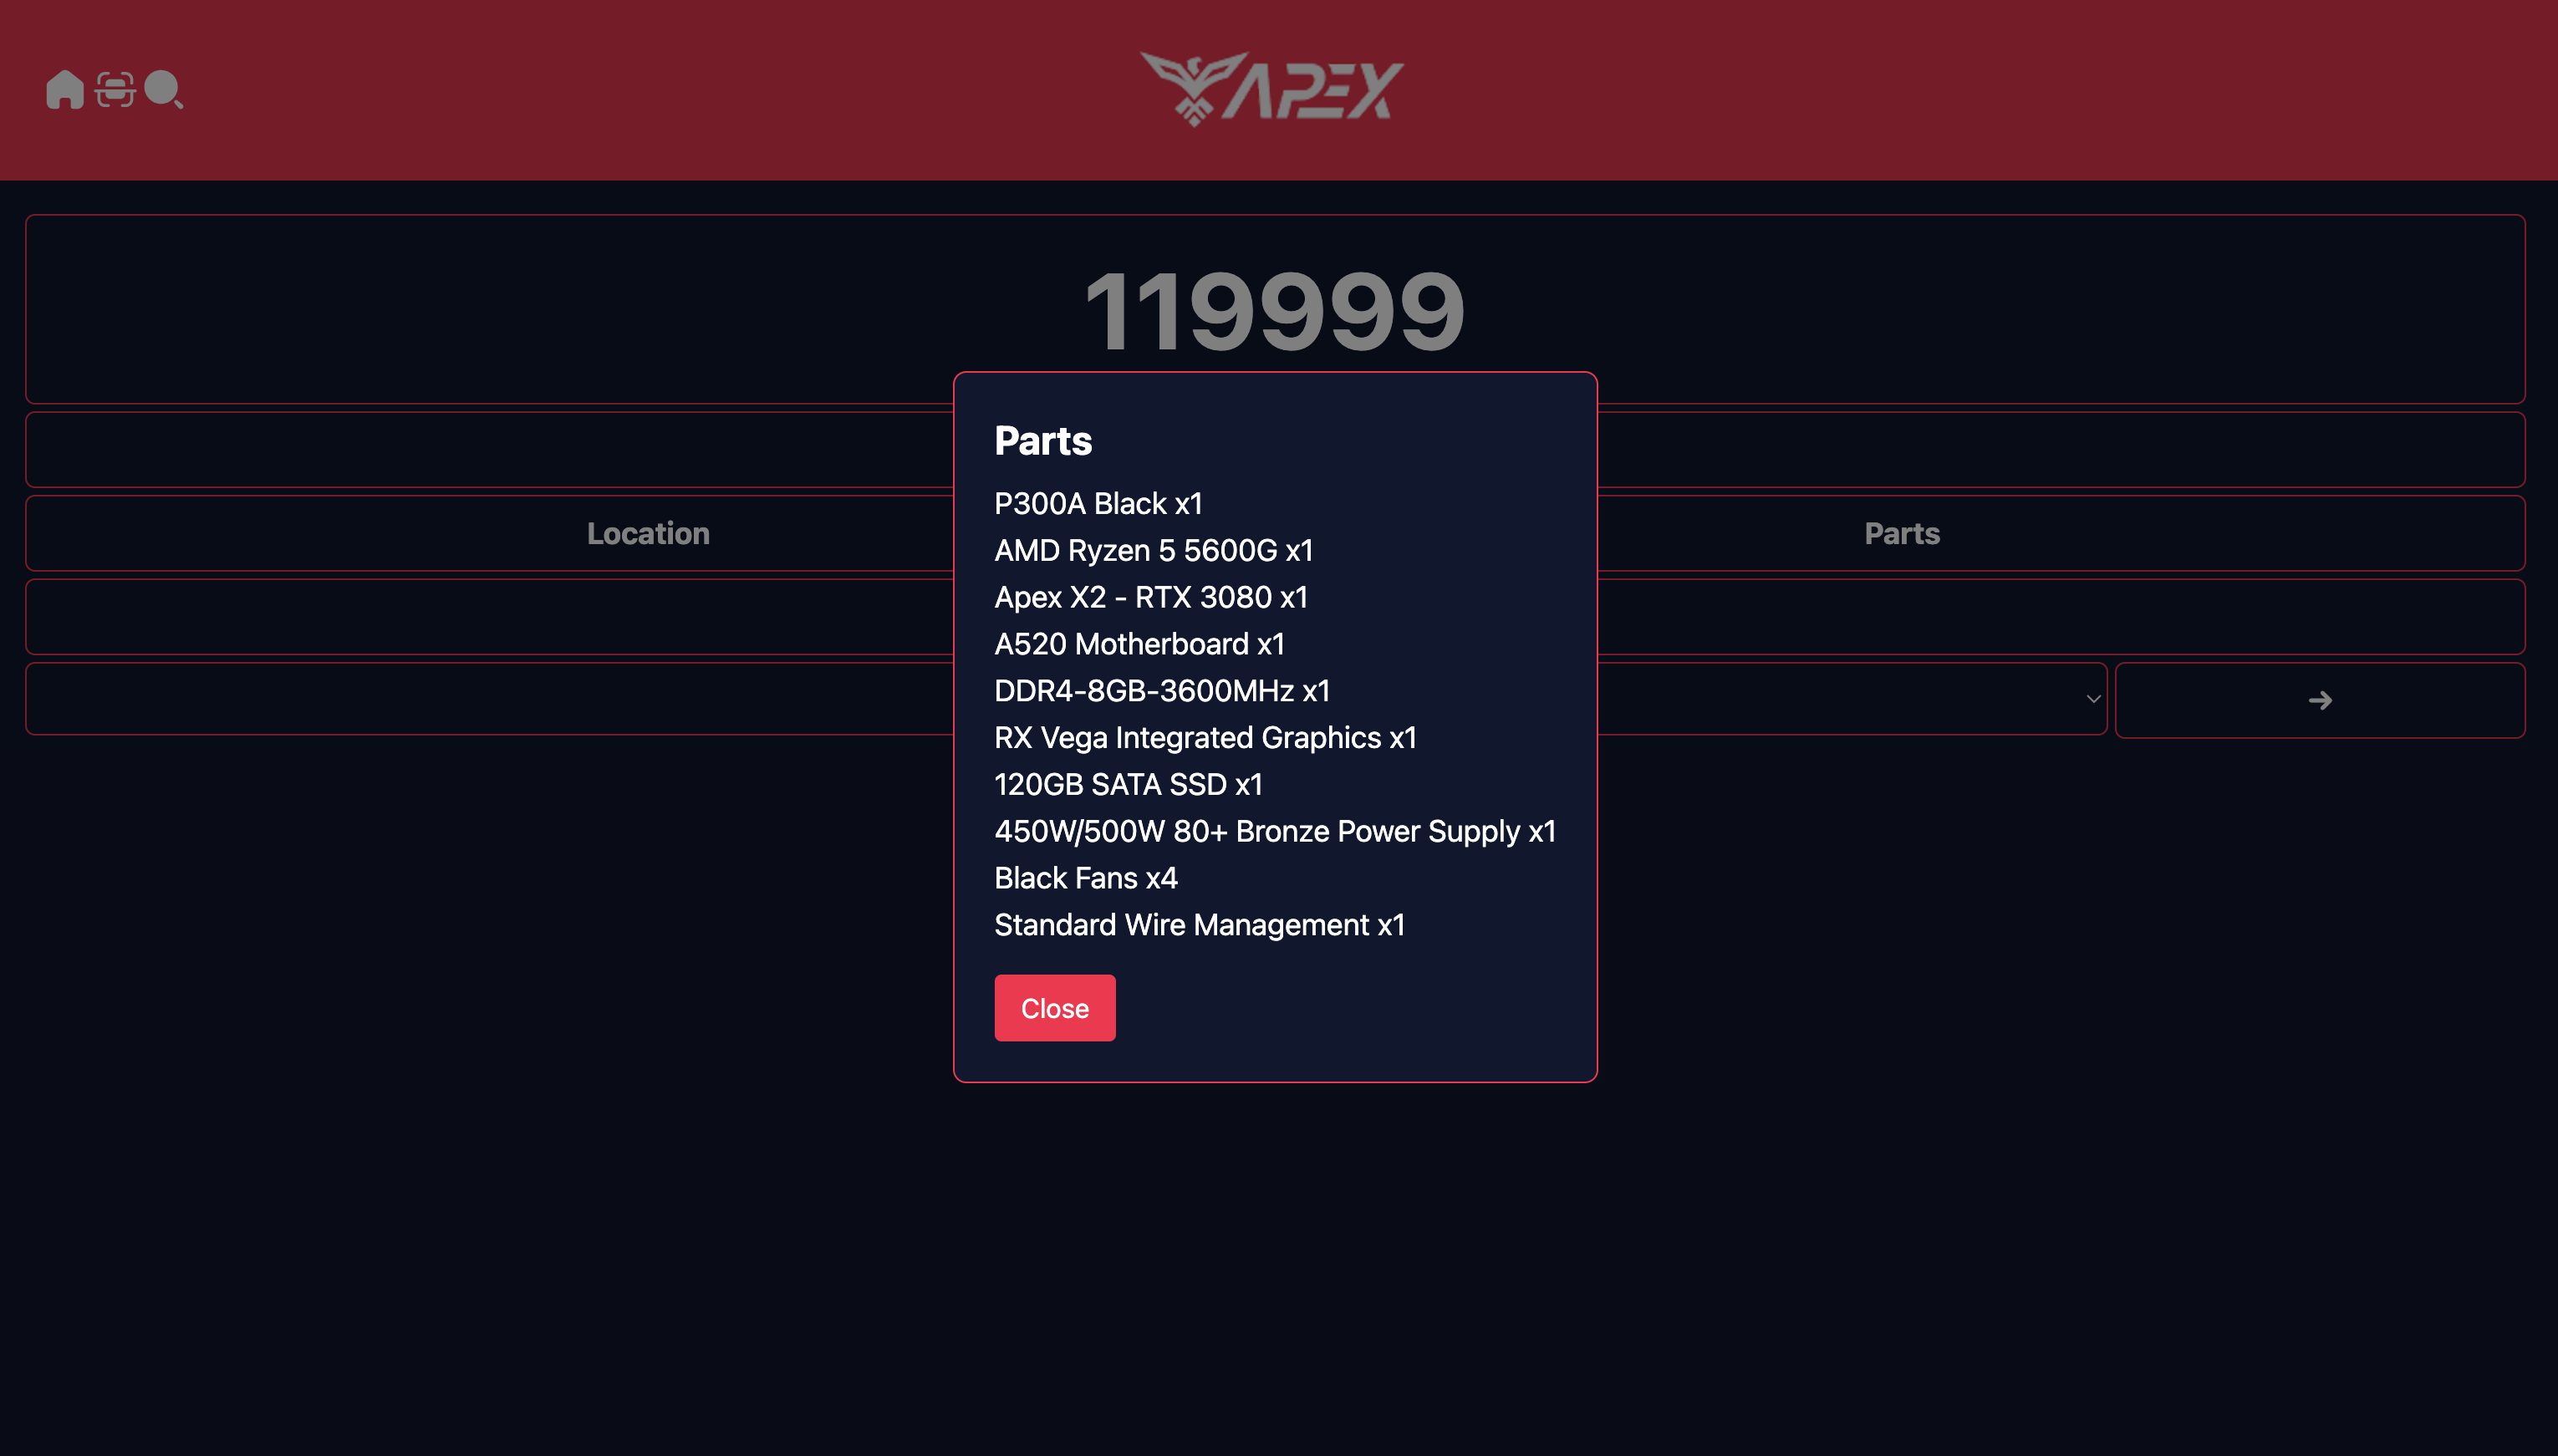 APEX
119999
Location
Parts
Parts
P300A Black x1
AMD Ryzen 5 5600G x1
Apex X2 - RTX 3080 x1
A520 Motherboard x1
DDR4-8GB-3600MHz x1
RX Vega Integrated Graphics x1
120GB SATA SSD x1
450W/500W 80+ Bronze Power Supply x1
Black Fans x4
Standard Wire Management x1
Close